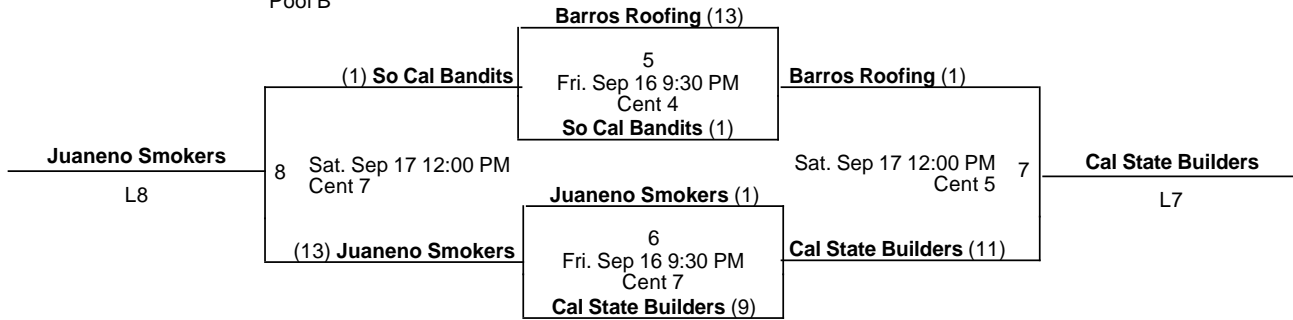 Pool B
Barros Roofing (13)
5
Fri. Sep 16 9:30 PM
Cent 4
So Cal Bandits (1)
(1) So Cal Bandits
Barros Roofing (1)
Juaneno Smokers
L8
8
Sat. Sep 17 12:00 PM
Cent 7
Sat. Sep 17 12:00 PM
Cent 5
7
Cal State Builders
L7
Juaneno Smokers (1)
6
Fri. Sep 16 9:30 PM
Cent 7
Cal State Builders (9)
(13) Juaneno Smokers
Cal State Builders (11)